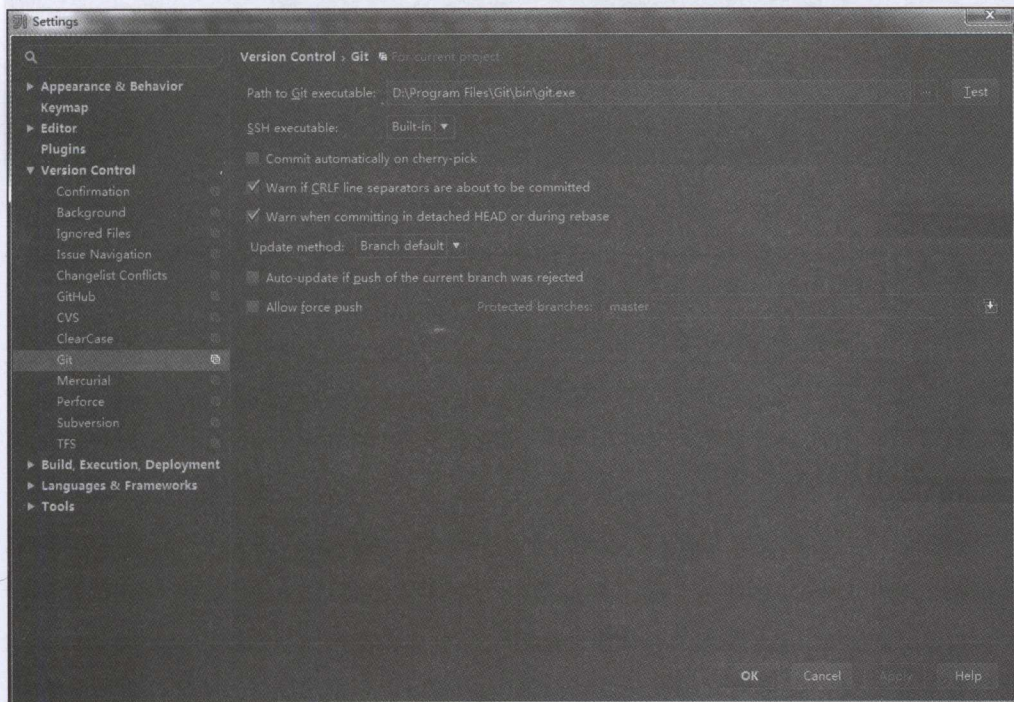 Settings
Version Control › Git For current project
Appearance & Behavior
Keymap
Editor
Plugins
Version Control
Confirmation
Background
Ignored Files
Issue Navigation
Changelist Conflicts
GitHub
CVS
ClearCase
Git
Mercurial
Perforce
Subversion
TFS
Build, Execution, Deployment
Languages & Frameworks
Tools
Path to Git executable: D:\Program Files\Git\bin\git.exe ... Test
SSH executable: Built-in
Commit automatically on cherry-pick
Warn if CRLF line separators are about to be committed
Warn when committing in detached HEAD or during rebase
Update method: Branch default
Auto-update if push of the current branch was rejected
Allow force push Protected branches: master
OK Cancel Apply Help